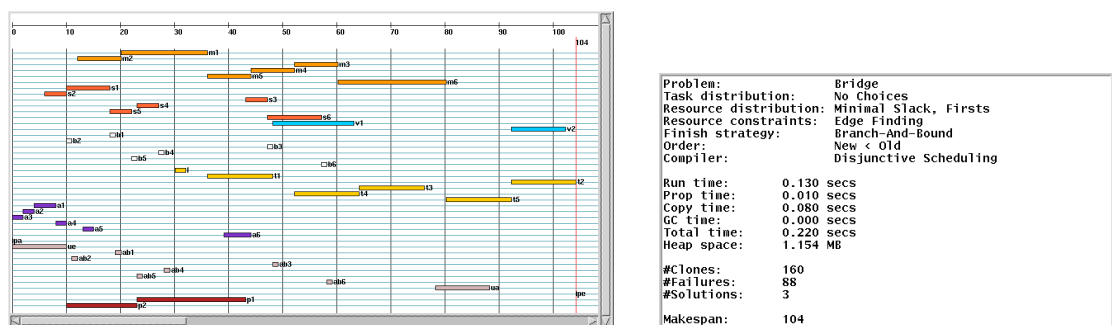 0 10 20 30 40 50 60 70 80 90 100
104
m1
m2
m3
m4
m5
m6
s1
s2
s3
s4
s5
s6
v1
v2
b1
b2
b3
b4
b5
b6
l
t1
t2
t3
t4
t5
a1
a2
a3
a4
a5
a6
pa
ue
ab1
ab2
ab3
ab4
ab5
ab6
ua
lpe
p1
p2
Problem: Bridge
Task distribution: No Choices
Resource distribution: Minimal Slack, Firsts
Resource constraints: Edge Finding
Finish strategy: Branch-And-Bound
Order: New < Old
Compiler: Disjunctive Scheduling
Run time: 0.130 secs
Prop time: 0.010 secs
Copy time: 0.080 secs
GC time: 0.000 secs
Total time: 0.220 secs
Heap space: 1.154 MB
#Clones: 160
#Failures: 88
#Solutions: 3
Makespan: 104